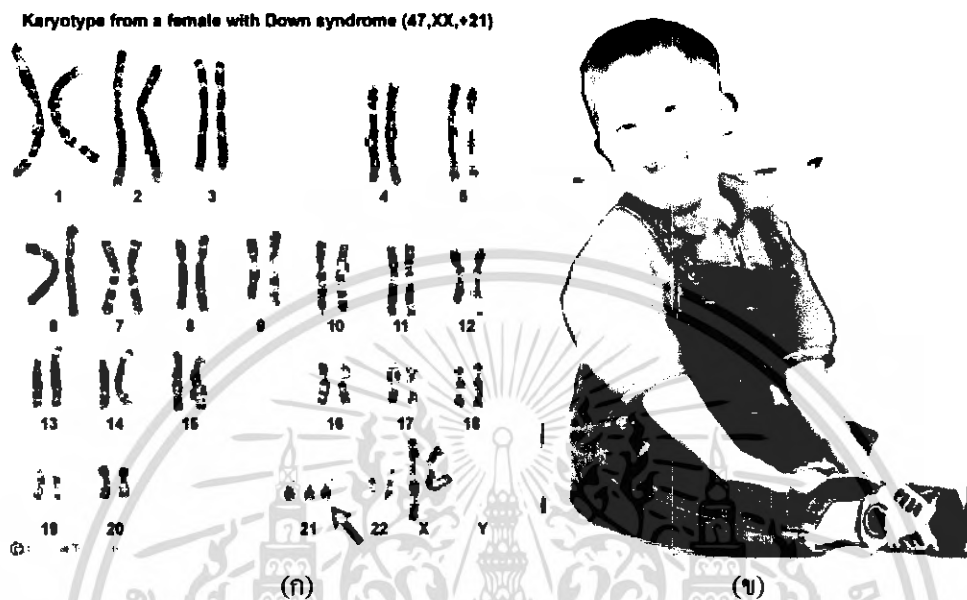 Karyotype from a female with Down syndrome (47,XX,+21)
1 2 3 4 5
6 7 8 9 10 11 12
13 14 15 16 17 18
19 20 21 22 X Y
(ก) (ข)